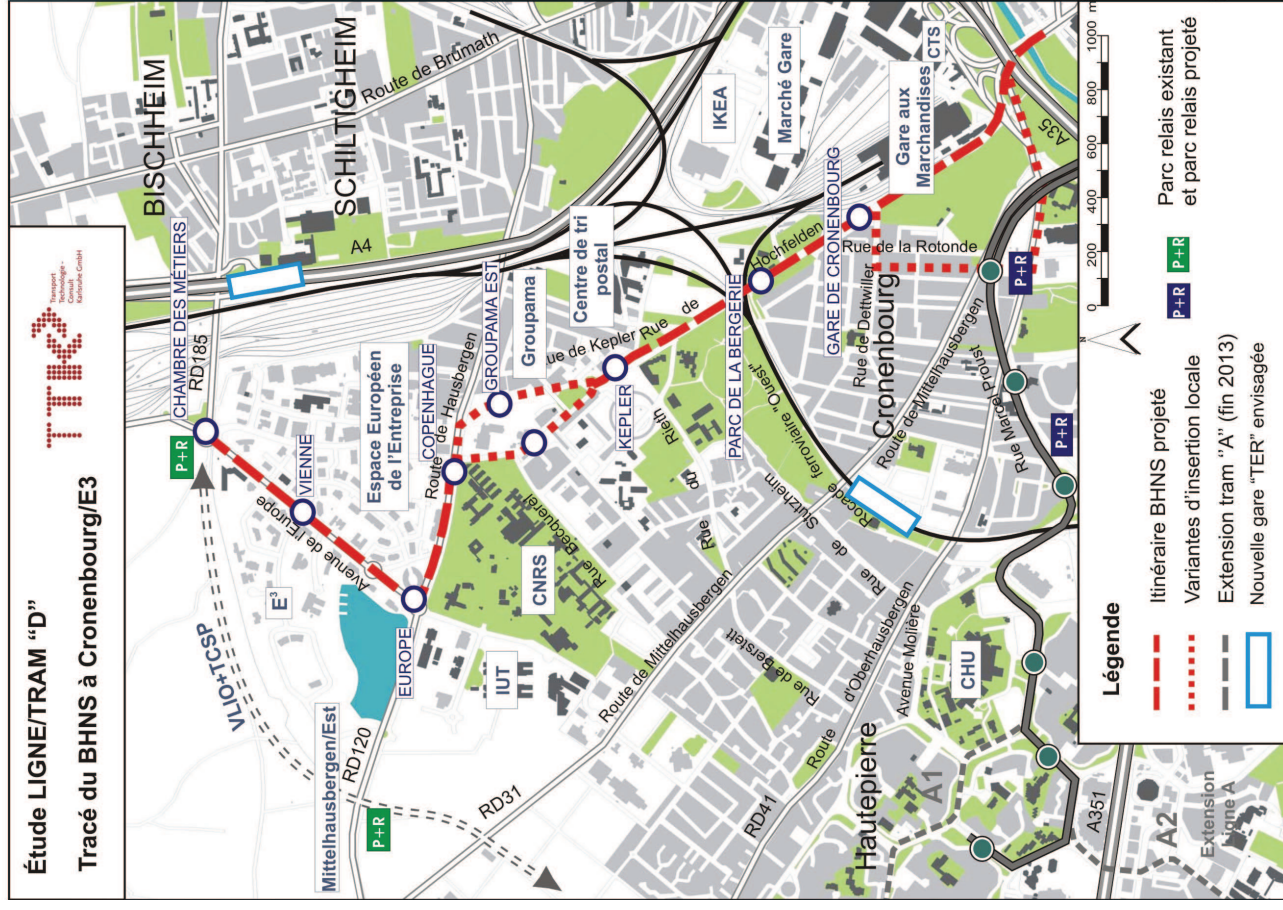 Étude LIGNE/TRAM “D”
Tracé du BHNS à Cronenbourg/E3
TTK
Transport
Technologie-
Consult
Karlsruhe GmbH
BISCHHEIM
SCHILTIGHEIM
Route de Brumath
A4
CHAMBRE DES MÉTIERS
RD185
P+R
VIENNE
Avenue de l'Europe
Espace Européen
de l'Entreprise
E³
VLIO+TCSP
Mittelhausbergen/Est
RD120
P+R
EUROPE
COPENHAGUE
Route de Hausbergen
GROUPAMA EST
Groupama
Centre de tri
postal
IKEA
Marché Gare
CTS
Gare aux
Marchandises
A35
IUT
CNRS
Rue Becquerel
KEPLER
ue de Kepler
Rue de Hochfelden
PARC DE LA BERGERIE
GARE DE CRONENBOURG
Rue de la Rotonde
Rue de Dettwiller
Cronenbourg
Rue du Rieth
Rocade ferroviaire "Ouest"
Rue de Stutzheim
Route de Mittelhausbergen
Route de Mittelhausbergen
Rue Marcel Proust
P+R
P+R
Rue de Berstett
Route d'Oberhausbergen
Avenue Molière
RD31
RD41
Hautepierre
CHU
A1
A351
A2
Extension
Ligne A
N
0
200
400
600
800
1000 m
Légende
Itinéraire BHNS projeté
Variantes d'insertion locale
Extension tram “A” (fin 2013)
Nouvelle gare “TER” envisagée
P+R P+R Parc relais existant
et parc relais projeté